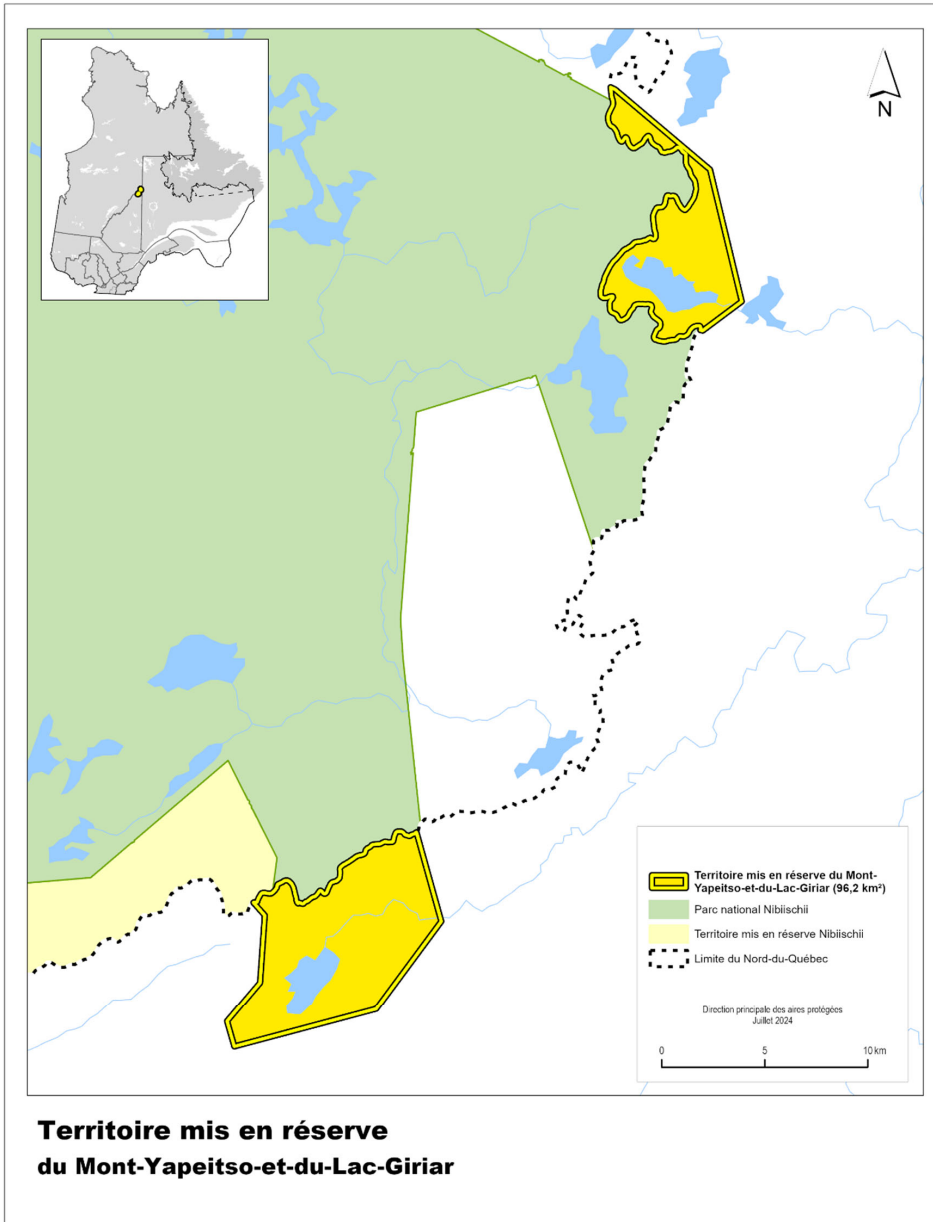 N
Territoire mis en réserve du Mont-
Yapeitso-et-du-Lac-Giriar (96,2 km²)
Parc national Nibiischii
Territoire mis en réserve Nibiischii
Limite du Nord-du-Québec
Direction principale des aires protégées
Juillet 2024
0 5 10 km
Territoire mis en réserve
du Mont-Yapeitso-et-du-Lac-Giriar